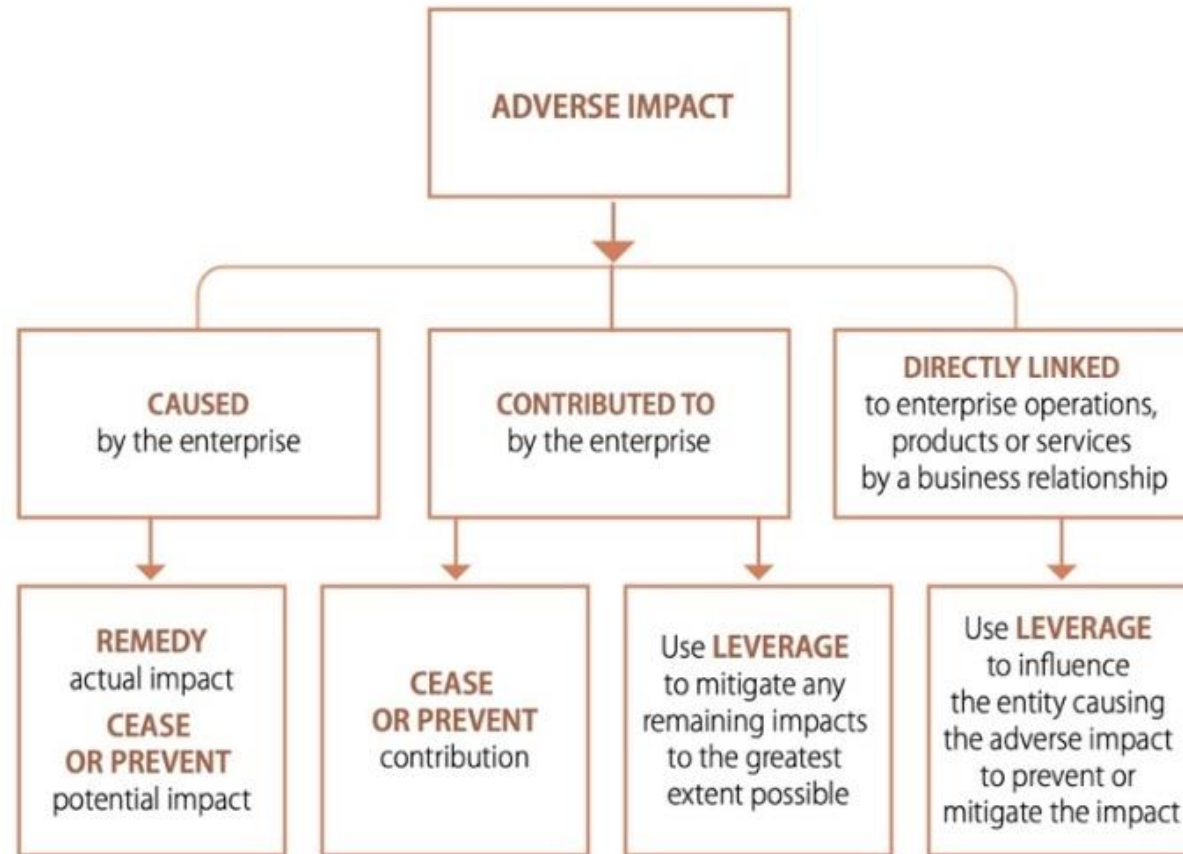 ADVERSE IMPACT
CAUSED
by the enterprise
CONTRIBUTED TO
by the enterprise
DIRECTLY LINKED
to enterprise operations,
products or services
by a business relationship
REMEDY
actual impact
CEASE
OR PREVENT
potential impact
CEASE
OR PREVENT
contribution
Use LEVERAGE
to mitigate any
remaining impacts
to the greatest
extent possible
Use LEVERAGE
to influence
the entity causing
the adverse impact
to prevent or
mitigate the impact